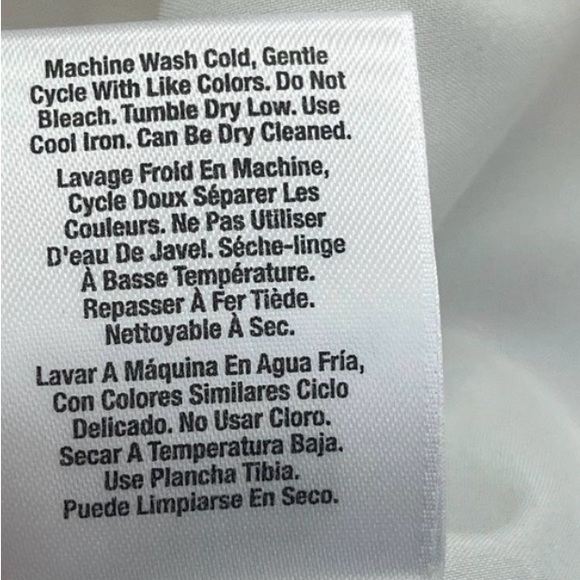 Machine Wash Cold, Gentle
Cycle With Like Colors. Do Not
Bleach. Tumble Dry Low. Use
Cool Iron. Can Be Dry Cleaned.
Lavage Froid En Machine,
Cycle Doux Séparer Les
Couleurs. Ne Pas Utiliser
D'eau De Javel. Séche-linge
À Basse Température.
Repasser À Fer Tiède.
Nettoyable À Sec.
Lavar A Máquina En Agua Fría,
Con Colores Similares Ciclo
Delicado. No Usar Cloro.
Secar A Temperatura Baja.
Use Plancha Tibia.
Puede Limpiarse En Seco.